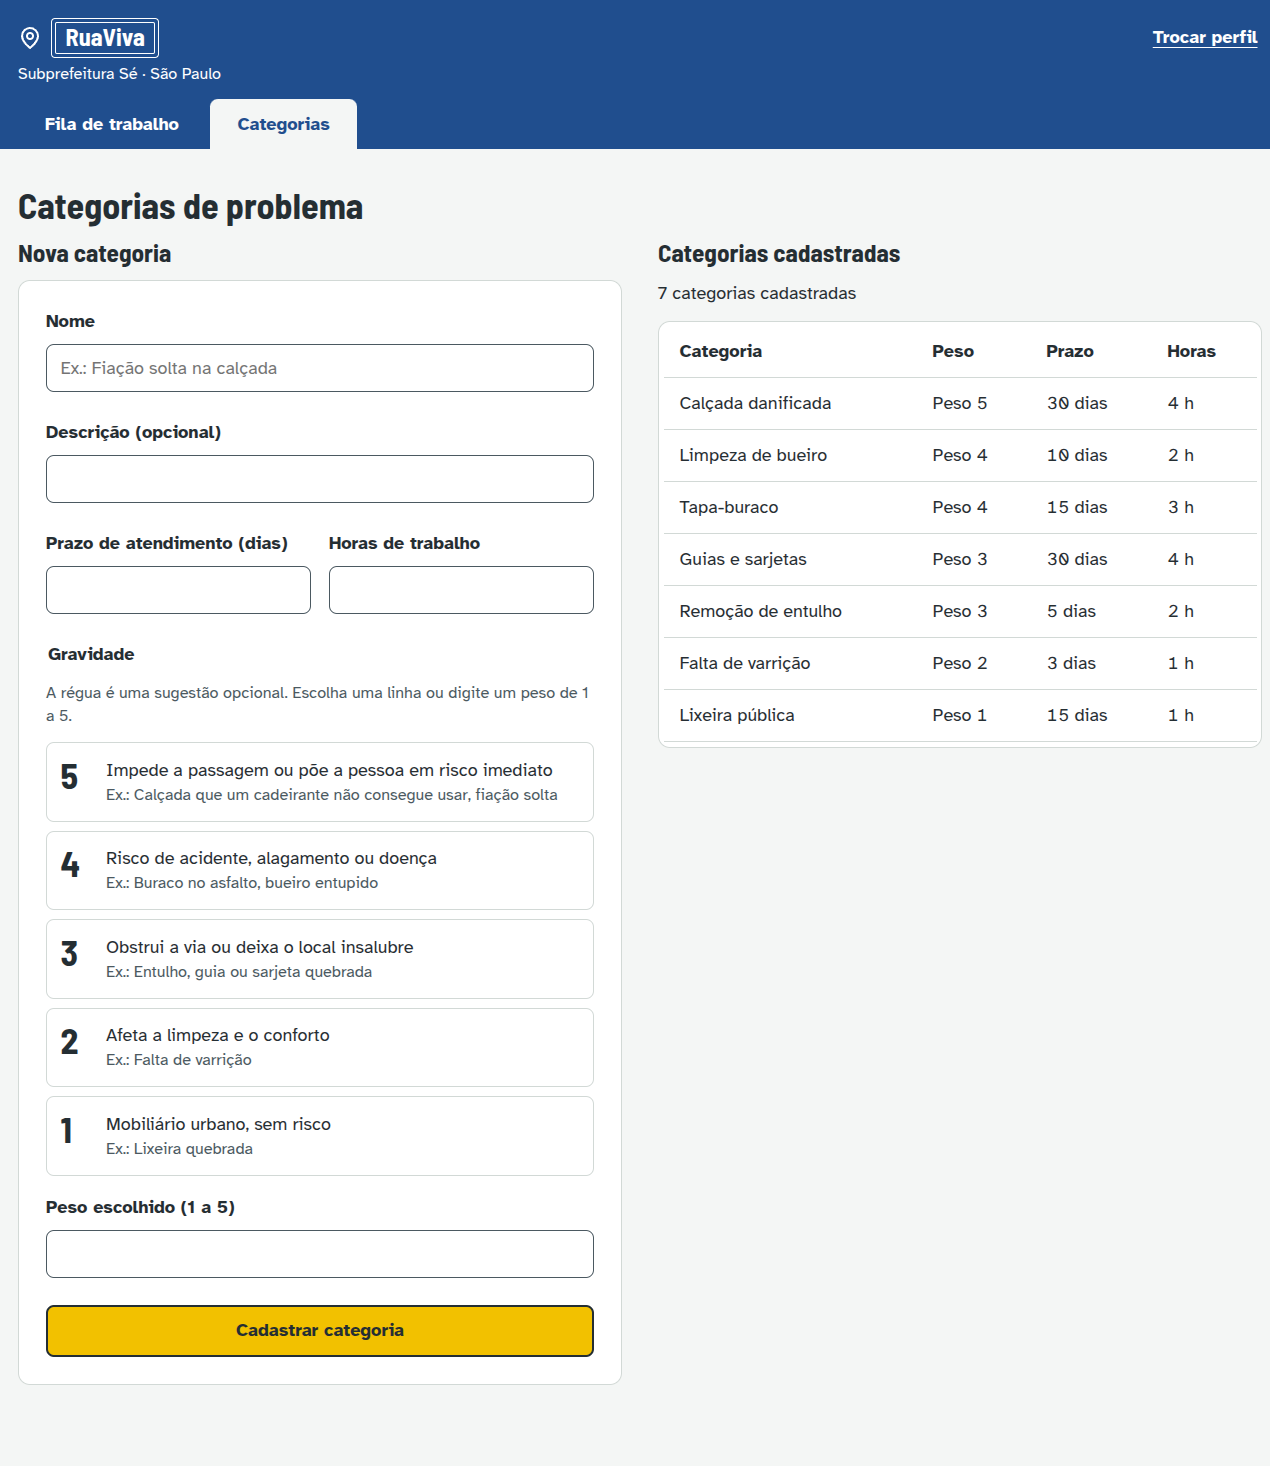 RuaViva
Trocar perfil
Subprefeitura Sé · São Paulo
Fila de trabalho
Categorias
Categorias de problema
Nova categoria
Nome
Ex.: Fiação solta na calçada
Descrição (opcional)
Prazo de atendimento (dias)
Horas de trabalho
Gravidade
A régua é uma sugestão opcional. Escolha uma linha ou digite um peso de 1
a 5.
5
Impede a passagem ou põe a pessoa em risco imediato
Ex.: Calçada que um cadeirante não consegue usar, fiação solta
4
Risco de acidente, alagamento ou doença
Ex.: Buraco no asfalto, bueiro entupido
3
Obstrui a via ou deixa o local insalubre
Ex.: Entulho, guia ou sarjeta quebrada
2
Afeta a limpeza e o conforto
Ex.: Falta de varrição
1
Mobiliário urbano, sem risco
Ex.: Lixeira quebrada
Peso escolhido (1 a 5)
Cadastrar categoria
Categorias cadastradas
7 categorias cadastradas
Categoria Peso Prazo Horas
Calçada danificada Peso 5 30 dias 4 h
Limpeza de bueiro Peso 4 10 dias 2 h
Tapa-buraco Peso 4 15 dias 3 h
Guias e sarjetas Peso 3 30 dias 4 h
Remoção de entulho Peso 3 5 dias 2 h
Falta de varrição Peso 2 3 dias 1 h
Lixeira pública Peso 1 15 dias 1 h